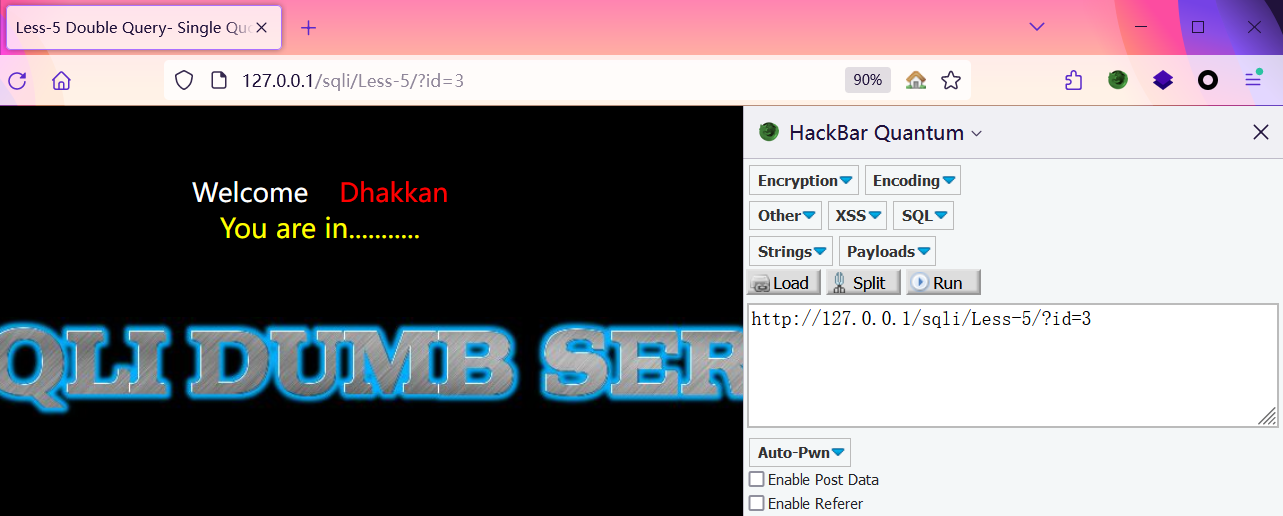 Less-5 Double Query- Single Quo
127.0.0.1/sqli/Less-5/?id=3
90%
Welcome Dhakkan
You are in...........
QLI DUMB SER
HackBar Quantum
Encryption Encoding
Other XSS SQL
Strings Payloads
Load Split Run
http://127.0.0.1/sqli/Less-5/?id=3
Auto-Pwn
Enable Post Data
Enable Referer